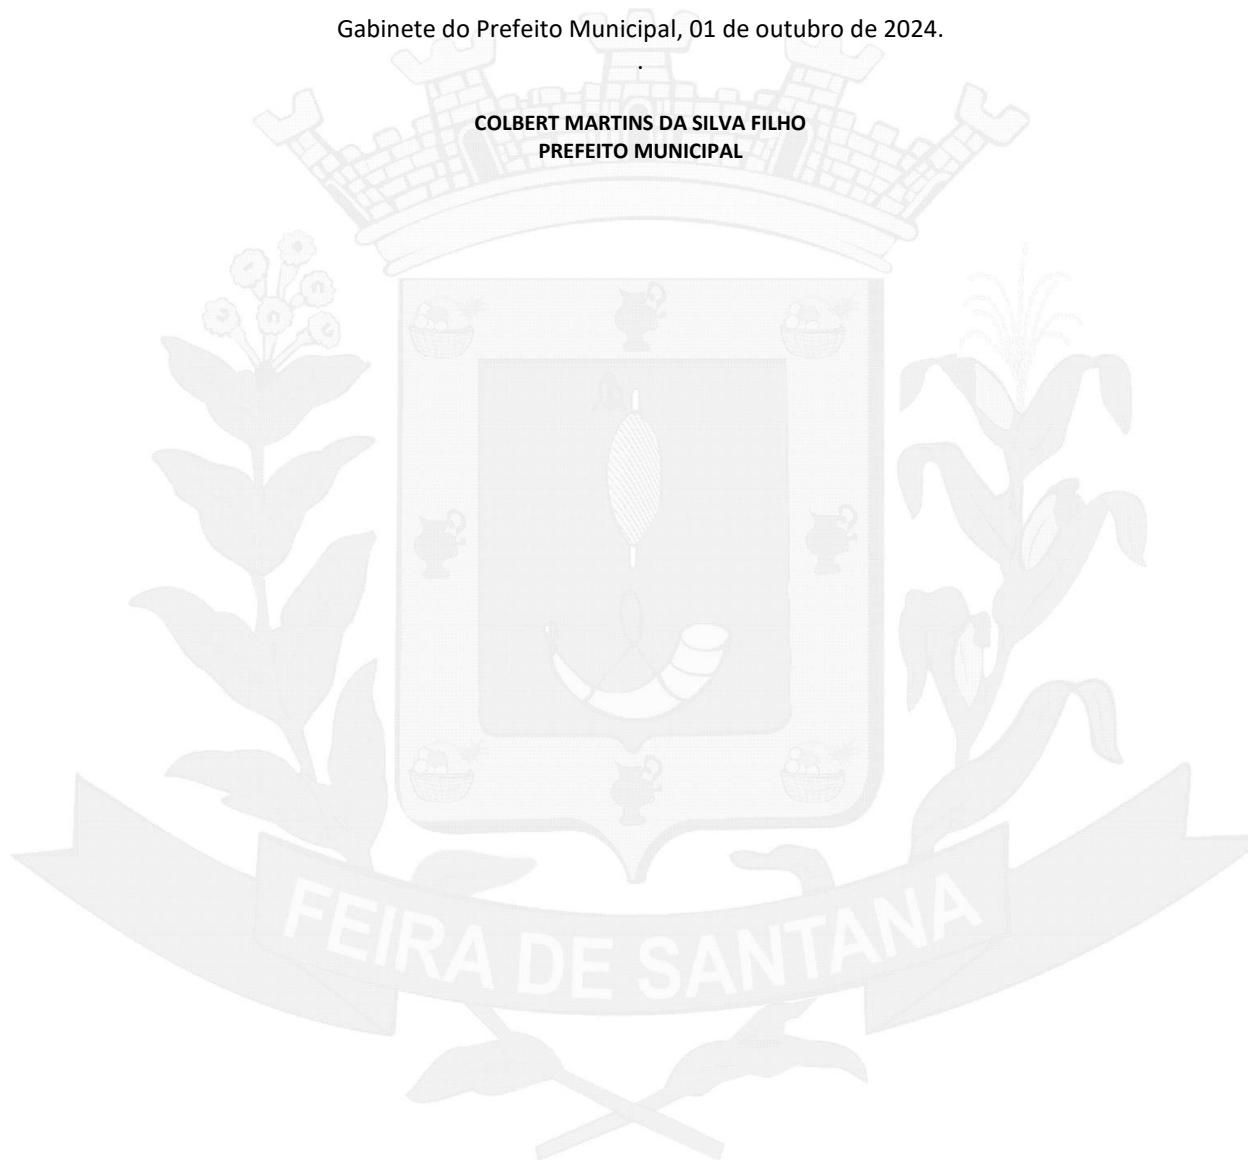 Gabinete do Prefeito Municipal, 01 de outubro de 2024.
.
COLBERT MARTINS DA SILVA FILHO
PREFEITO MUNICIPAL
FEIRA DE SANTANA